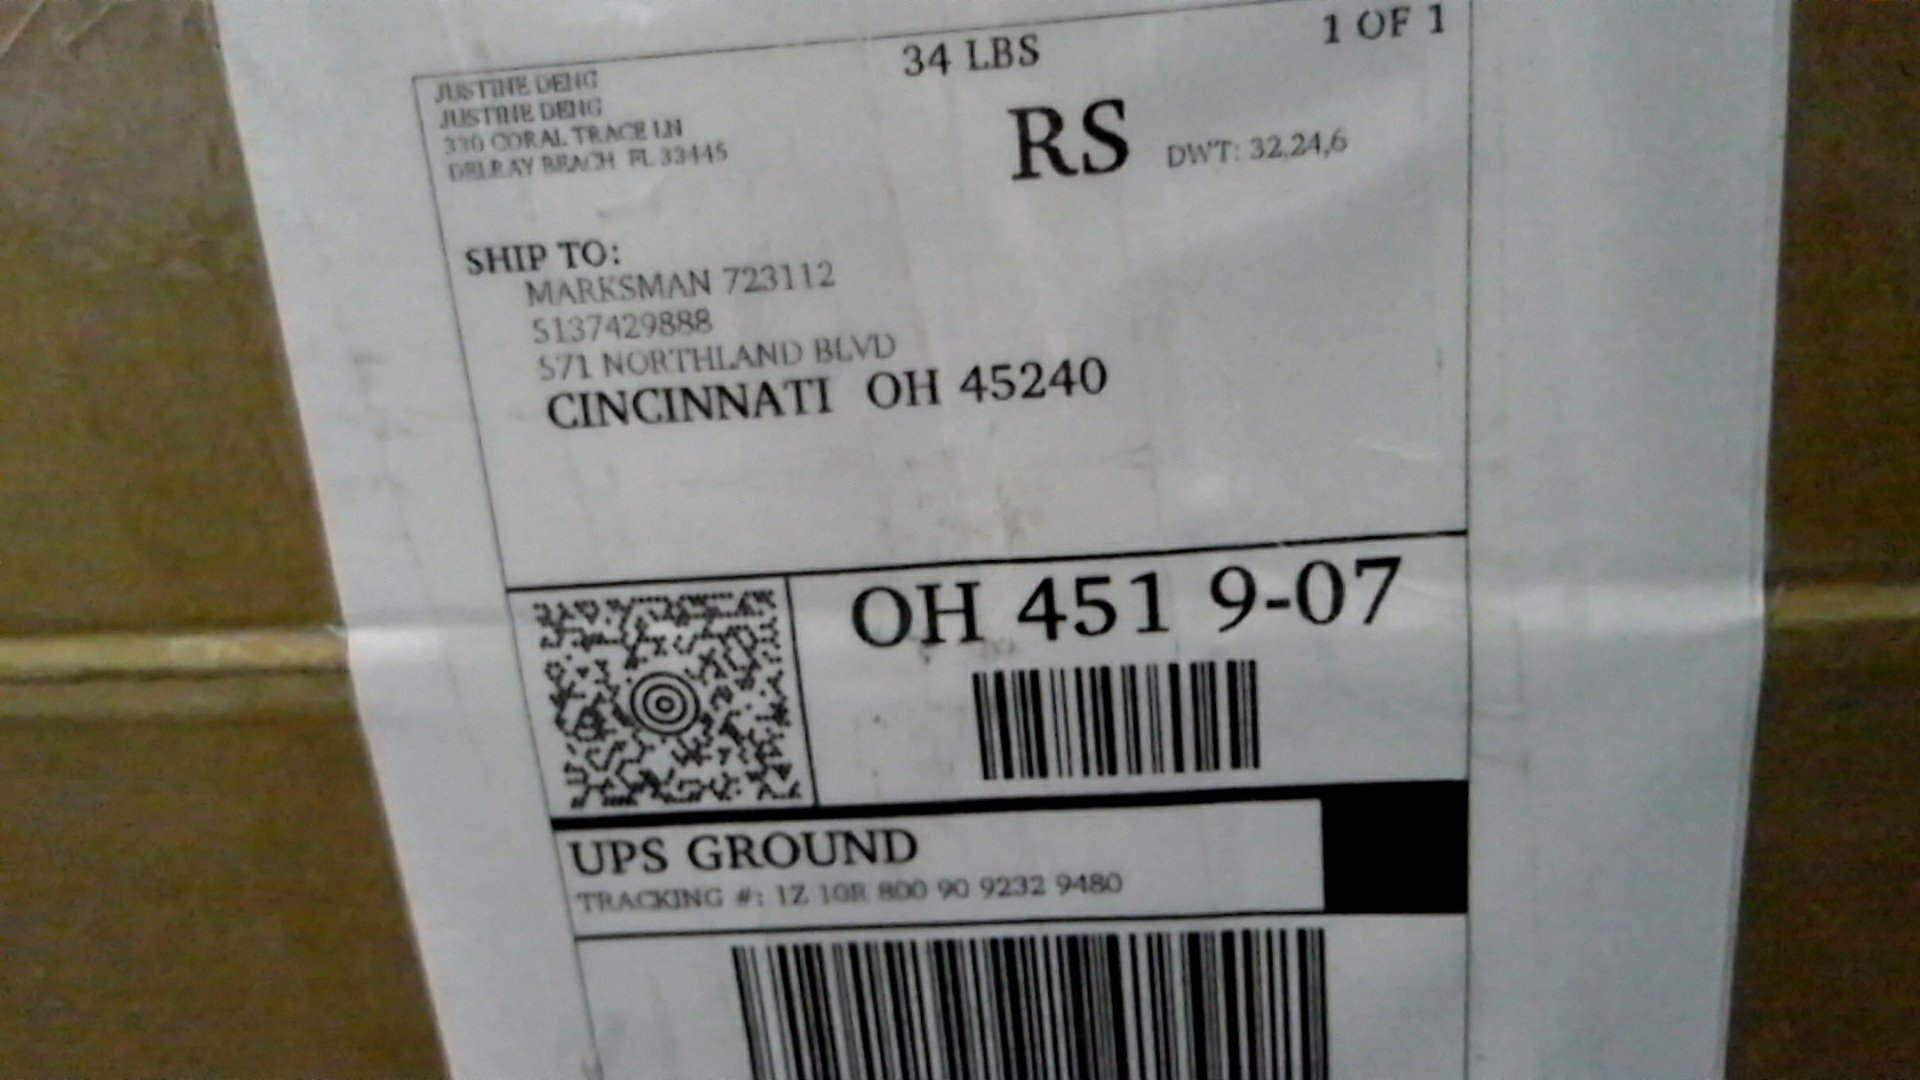 JUSTINE DENG
JUSTINE DENG
330 CORAL TRACE LN
DELRAY BEACH FL 33445
34 LBS
1 OF 1
RS
DWT: 32,24,6
SHIP TO:
MARKSMAN 723112
5137429888
571 NORTHLAND BLVD
CINCINNATI OH 45240
OH 451 9-07
UPS GROUND
TRACKING #: 1Z 10R 800 90 9232 9480